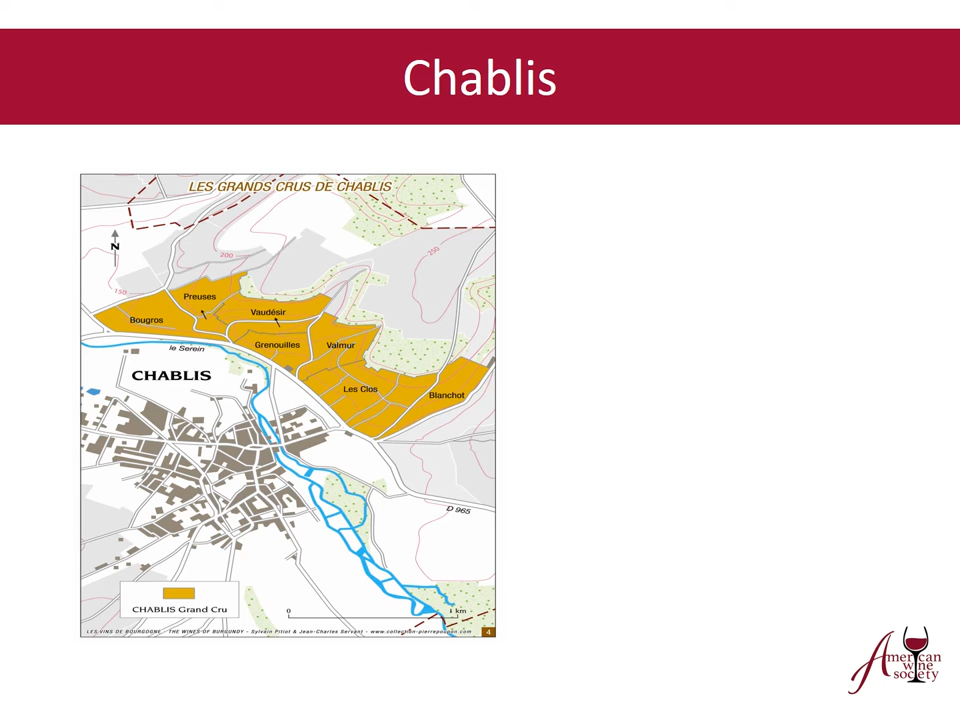 Chablis
LES GRANDS CRUS DE CHABLIS
N
200
250
150
Preuses
Vaudésir
Bougros
Grenouilles
Valmur
le Serein
CHABLIS
Les Clos
Blanchot
D 965
CHABLIS Grand Cru
0
1 km
LES VINS DE BOURGOGNE - THE WINES OF BURGUNDY - Sylvain Pitiot & Jean-Charles Servant - www.collection-pierrepoupon.com
4
American
wine
society